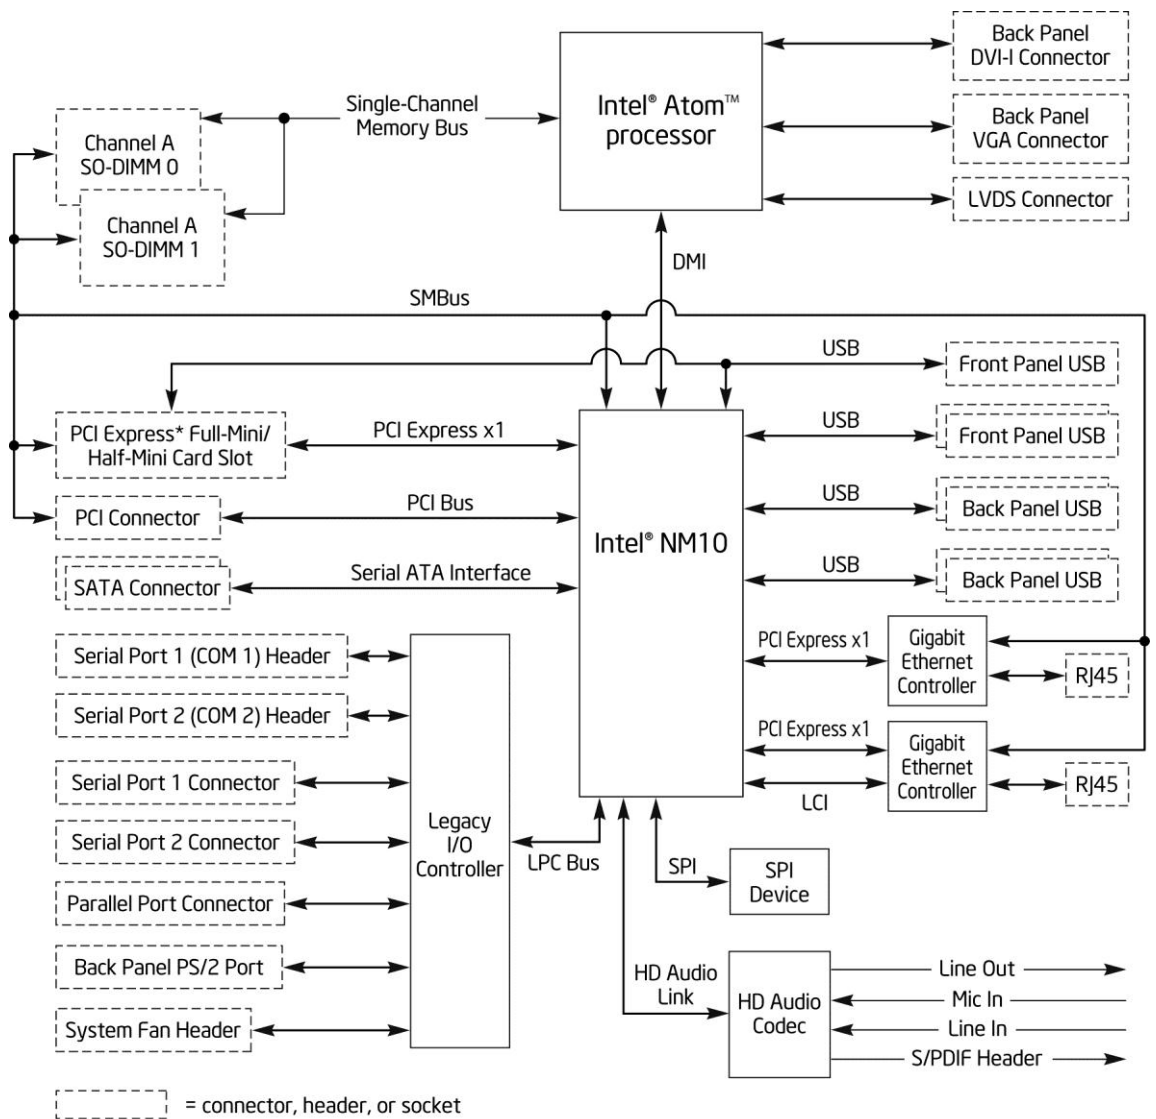 Back Panel
DVI-I Connector
Intel® Atom™
processor
Single-Channel
Memory Bus
Back Panel
VGA Connector
Channel A
SO-DIMM 0
LVDS Connector
Channel A
SO-DIMM 1
DMI
SMBus
USB
Front Panel USB
PCI Express* Full-Mini/
Half-Mini Card Slot
PCI Express x1
USB
Front Panel USB
PCI Connector
PCI Bus
Intel® NM10
USB
Back Panel USB
SATA Connector
Serial ATA Interface
USB
Back Panel USB
Serial Port 1 (COM 1) Header
PCI Express x1
Gigabit
Ethernet
Controller
RJ45
Serial Port 2 (COM 2) Header
PCI Express x1
LCI
Gigabit
Ethernet
Controller
RJ45
Serial Port 1 Connector
Serial Port 2 Connector
Legacy
I/O
Controller
LPC Bus
SPI
SPI
Device
Parallel Port Connector
Back Panel PS/2 Port
System Fan Header
HD Audio
Link
HD Audio
Codec
Line Out
Mic In
Line In
S/PDIF Header
= connector, header, or socket